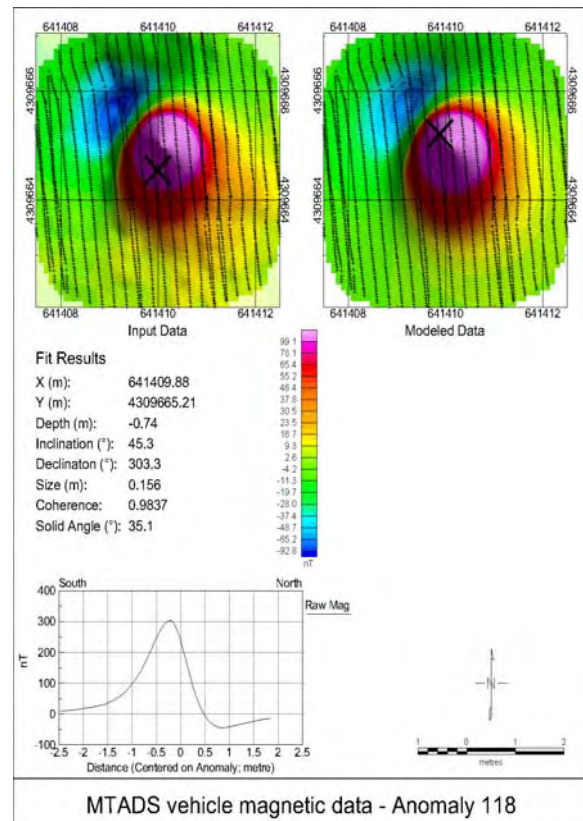 641408 641410 641412 641408 641410 641412
4309666 4309666 4309666 4309666
4309664 4309664 4309664 4309664
641408 641410 641412 641408 641410 641412
Input Data Modeled Data
Fit Results
X (m): 641409.88
Y (m): 4309665.21
Depth (m): -0.74
Inclination (°): 45.3
Declinaton (°): 303.3
Size (m): 0.156
Coherence: 0.9837
Solid Angle (°): 35.1
99.1
78.1
65.4
55.2
46.5
37.8
30.5
23.2
16.7
9.3
2.6
-4.2
-11.3
-19.7
-28.0
-37.4
-48.7
-65.2
-92.8
nT
South North
Raw Mag
400
300
200
100
0
-100
nT
-2.5 -2 -1.5 -1 -0.5 0 0.5 1 1.5 2 2.5
Distance (Centered on Anomaly; metre)
N
1 0 1 2
metres
MTADS vehicle magnetic data - Anomaly 118